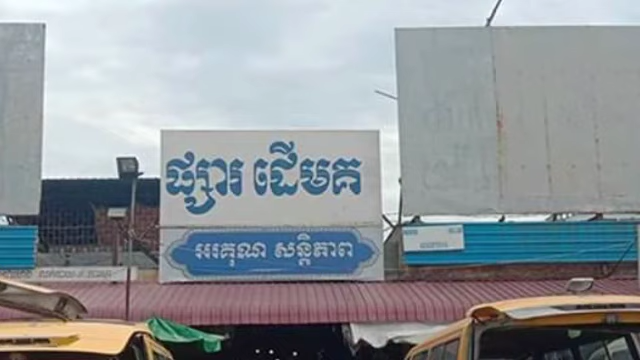 ផ្សារ ដើមគ
អរគុណ សន្តិភាព